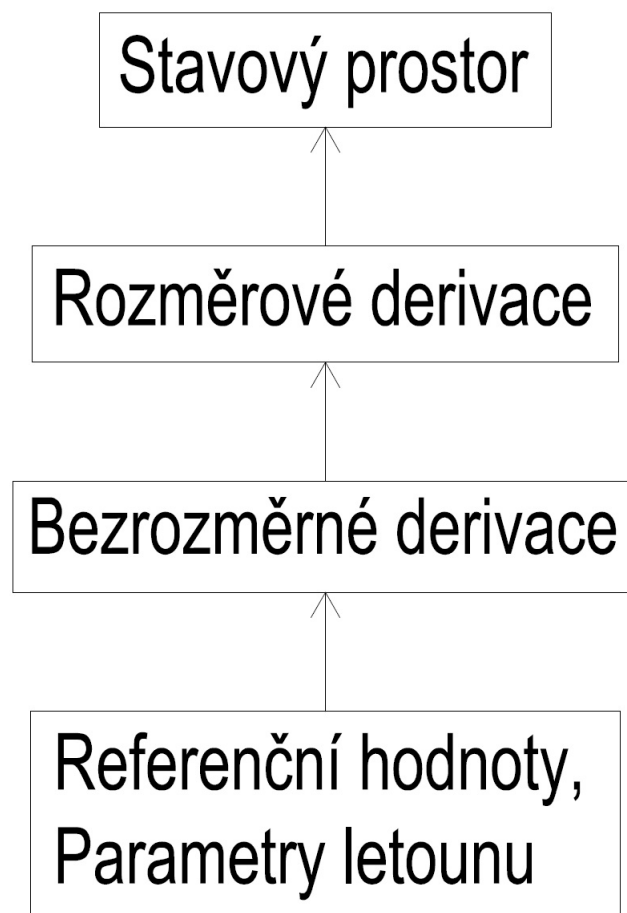 Stavový prostor
Rozměrové derivace
Bezrozměrné derivace
Referenční hodnoty,
Parametry letounu